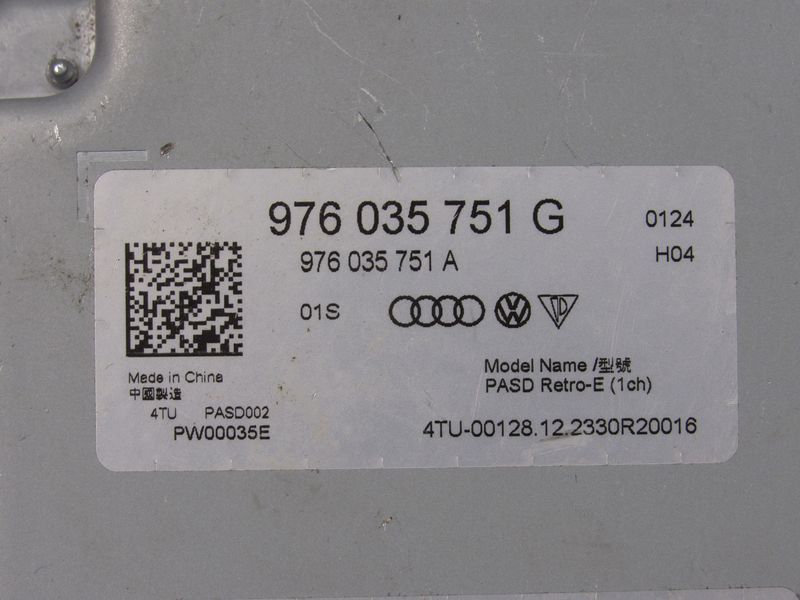 976 035 751 G
0124
976 035 751 A
H04
01S
Made in China
中國製造
4TU PASD002
PW00035E
Model Name /型號
PASD Retro-E (1ch)
4TU-00128.12.2330R20016